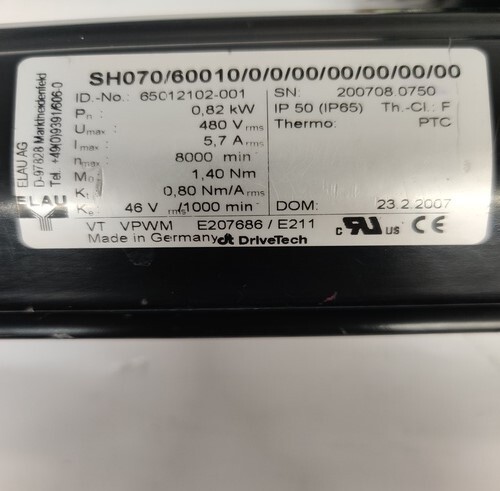 SH070/60010/0/0/00/00/00/00/00
ID.-No.: 65012102-001
Pn : 0,82 kW
Umax : 480 Vrms
Imax : 5,7 Arms
nmax : 8000 min-
Mo : 1,40 Nm
Kt : 0,80 Nm/Arms
Ke : 46 Vrms/1000 min-
SN: 200708.0750
IP 50 (IP65) Th.-Cl.: F
Thermo: PTC
DOM: 23.2.2007
VT VPWM E207686 / E211
Made in Germany dt DriveTech
c RU us CE
ELAU AG
D-97828 Marktheidenfeld
Tel. +49(0)9391/606-0
ELAU